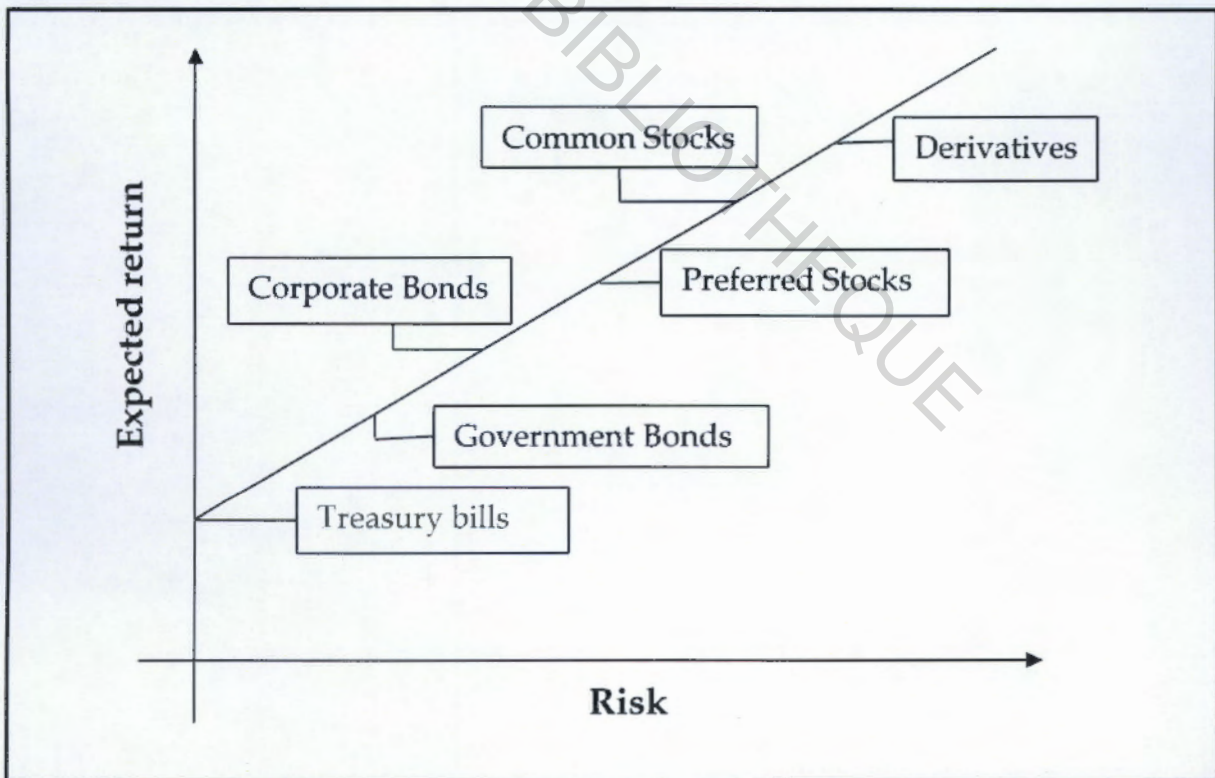 BIBLIOTHEQUE
Common Stocks
Derivatives
Corporate Bonds
Preferred Stocks
Government Bonds
Treasury bills
Expected return
Risk